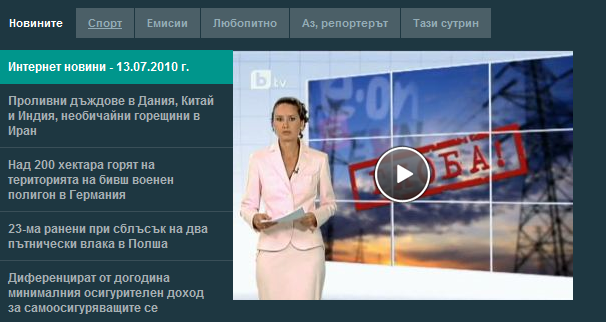 Новините
Спорт
Емисии
Любопитно
Аз, репортерът
Тази сутрин
Интернет новини - 13.07.2010 г.
Проливни дъждове в Дания, Китай
и Индия, необичайни горещини в
Иран
Над 200 хектара горят на
територията на бивш военен
полигон в Германия
23-ма ранени при сблъсък на два
пътнически влака в Полша
Диференцират от догодина
минималния осигурителен доход
за самоосигуряващите се
b tv
e·on